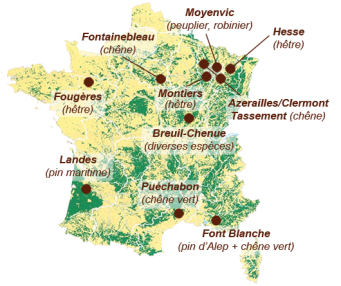 Moyenvic
(peuplier, robinier)
Hesse
(hêtre)
Fontainebleau
(chêne)
Fougères
(hêtre)
Montiers
(hêtre)
Azerailles/Clermont
Tassement (chêne)
Breuil-Chenue
(diverses espèces)
Landes
(pin maritime)
Puéchabon
(chêne vert)
Font Blanche
(pin d'Alep + chêne vert)